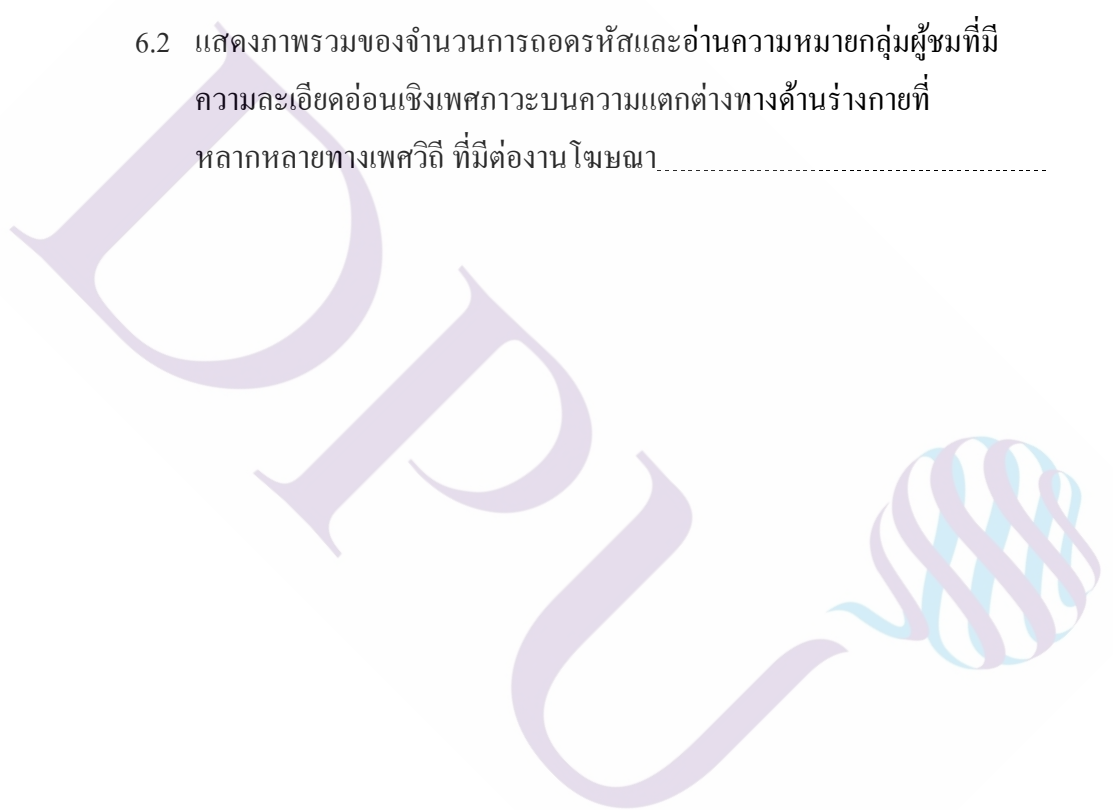 6.2 แสดงภาพรวมของจำนวนการถอดรหัสและอ่านความหมายกลุ่มผู้ชมที่มี
ความละเอียดอ่อนเชิงเพศภาวะบนความแตกต่างทางด้านร่างกายที่
หลากหลายทางเพศวิถี ที่มีต่องานโฆษณา
DPU